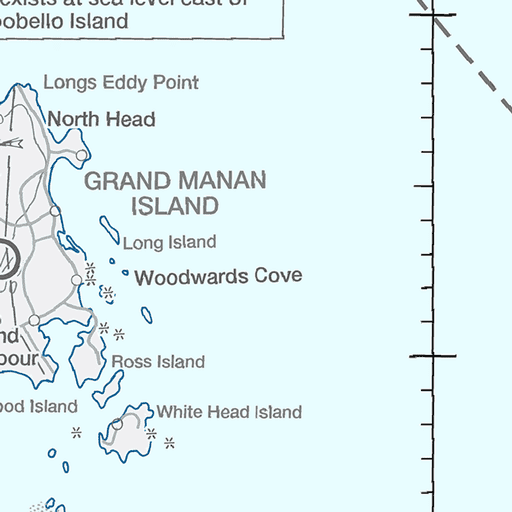 exists at sea level east of
obello Island
Longs Eddy Point
North Head
GRAND MANAN
ISLAND
Long Island
Woodwards Cove
nd
bour
Ross Island
ood Island
White Head Island